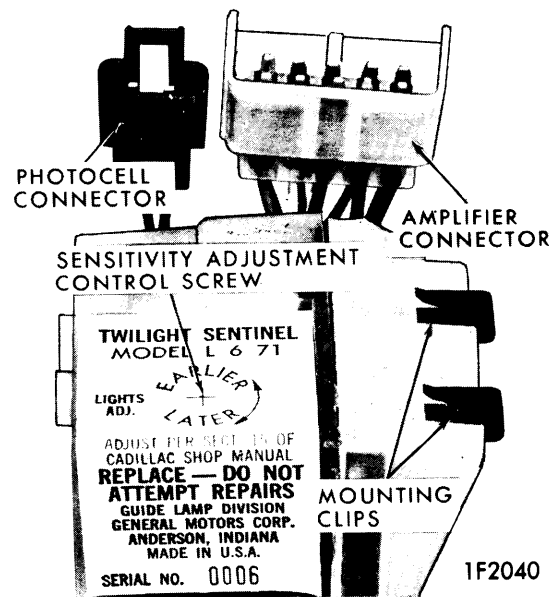 PHOTOCELL
CONNECTOR
AMPLIFIER
CONNECTOR
SENSITIVITY ADJUSTMENT
CONTROL SCREW
TWILIGHT SENTINEL
MODEL L 6 71
EARLIER
LIGHTS
ADJ.
LATER
ADJUST PER SECT. 15 OF
CADILLAC SHOP MANUAL
REPLACE — DO NOT
ATTEMPT REPAIRS
GUIDE LAMP DIVISION
GENERAL MOTORS CORP.
ANDERSON, INDIANA
MADE IN U.S.A.
SERIAL NO. 0006
MOUNTING
CLIPS
1F2040